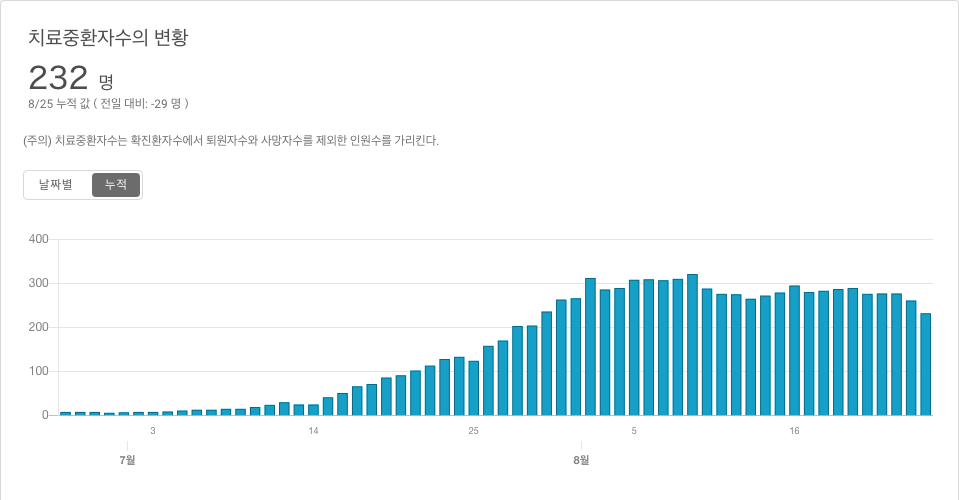 치료중환자수의 변황
232 명
8/25 누적 값 ( 전일 대비: -29 명 )
(주의) 치료중환자수는 확진환자수에서 퇴원자수와 사망자수를 제외한 인원수를 가리킨다.
날짜별 누적
400
300
200
100
0
3 14 25 5 16
7월 8월